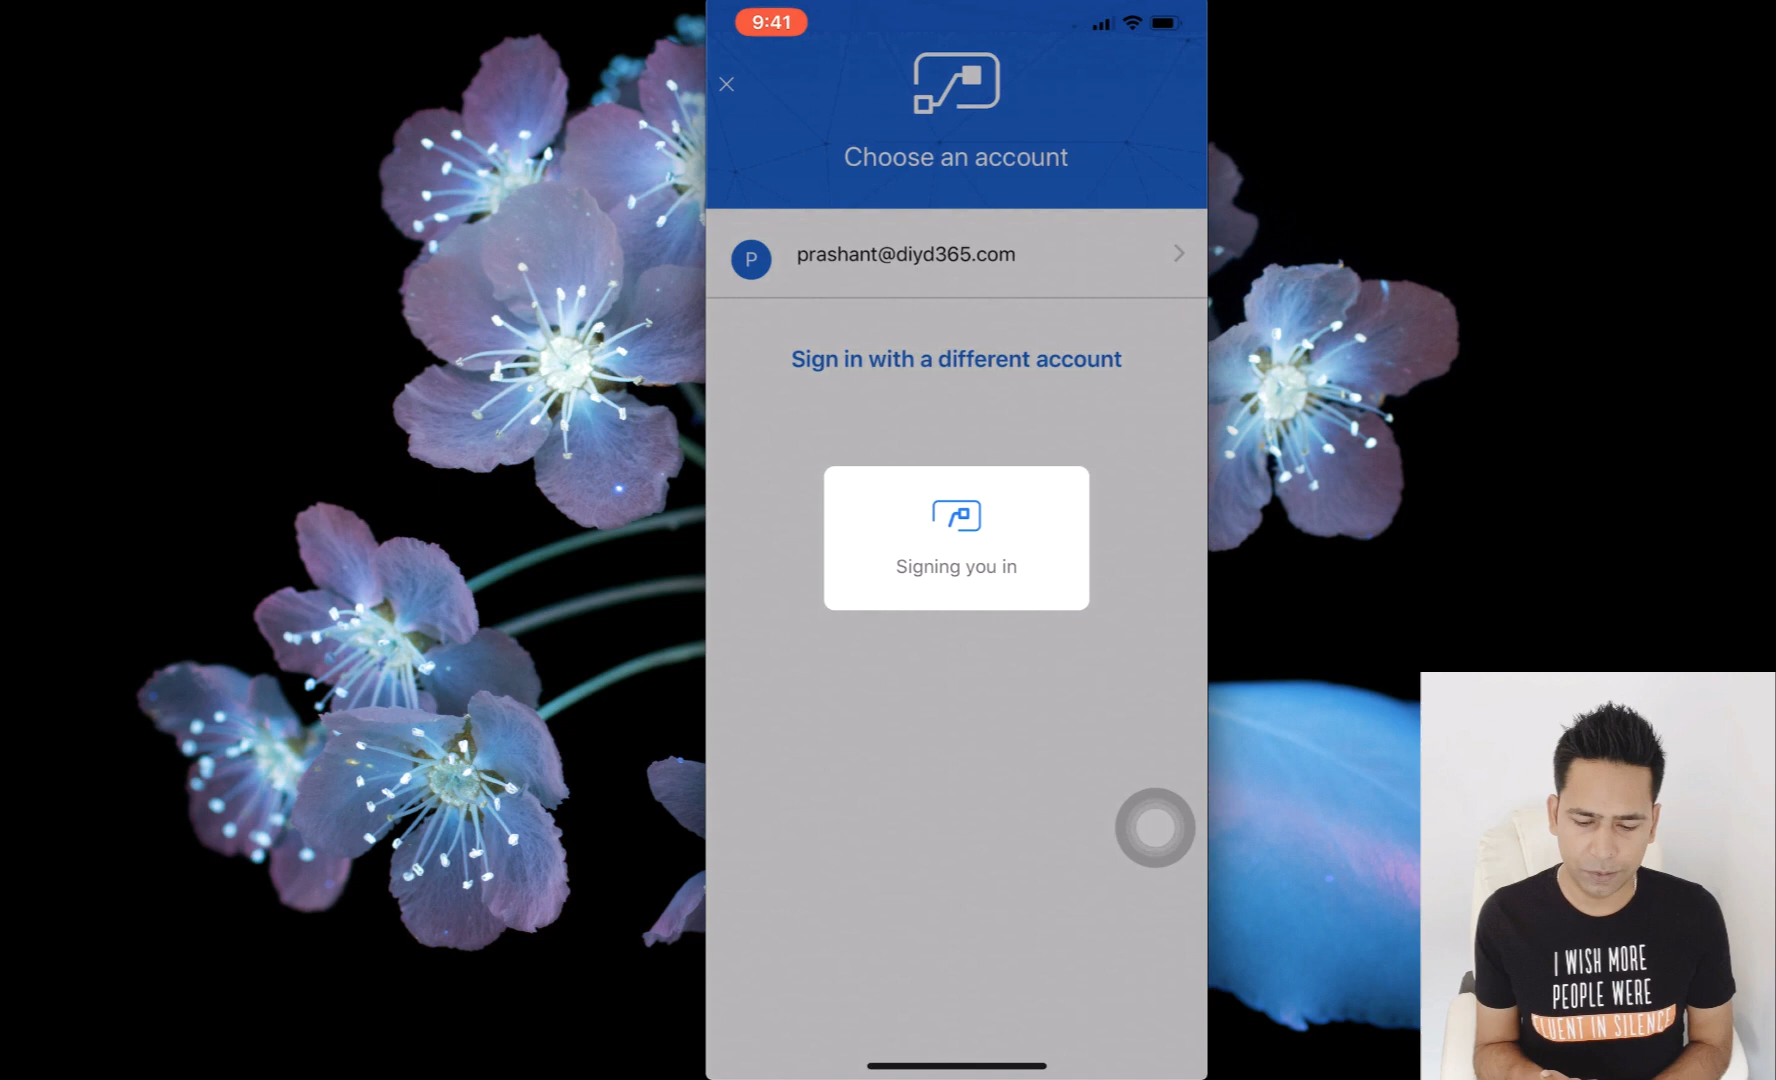 9:41
Choose an account
P
prashant@diyd365.com
Sign in with a different account
Signing you in
I WISH MORE
PEOPLE WERE
FLUENT IN SILENCE